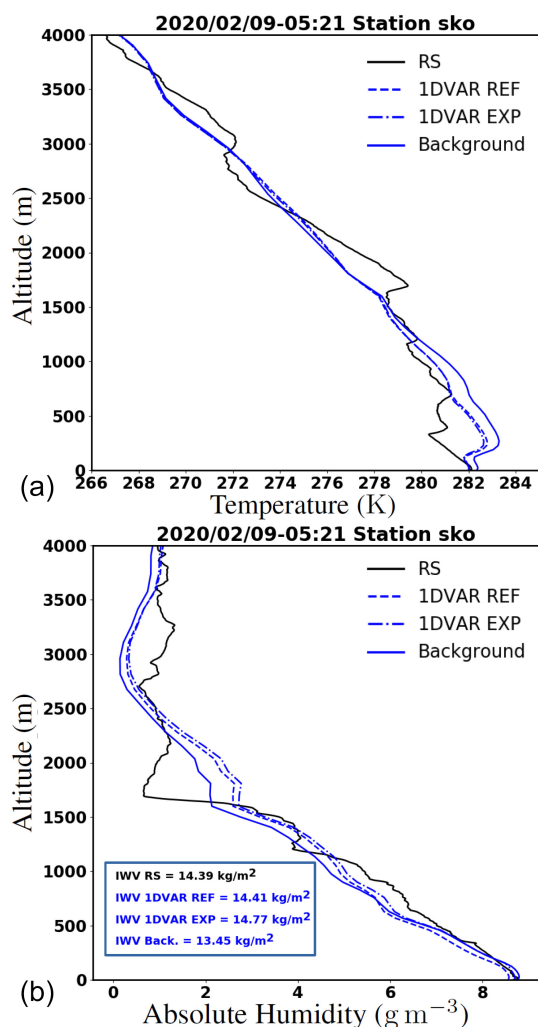 2020/02/09-05:21 Station sko
4000
3500
3000
2500
2000
1500
1000
500
0
Altitude (m)
RS
1DVAR REF
1DVAR EXP
Background
266 268 270 272 274 276 278 280 282 284
Temperature (K)
(a)
2020/02/09-05:21 Station sko
4000
3500
3000
2500
2000
1500
1000
500
0
Altitude (m)
RS
1DVAR REF
1DVAR EXP
Background
IWV RS = 14.39 kg/m²
IWV 1DVAR REF = 14.41 kg/m²
IWV 1DVAR EXP = 14.77 kg/m²
IWV Back. = 13.45 kg/m²
0 2 4 6 8
Absolute Humidity (g m⁻³)
(b)